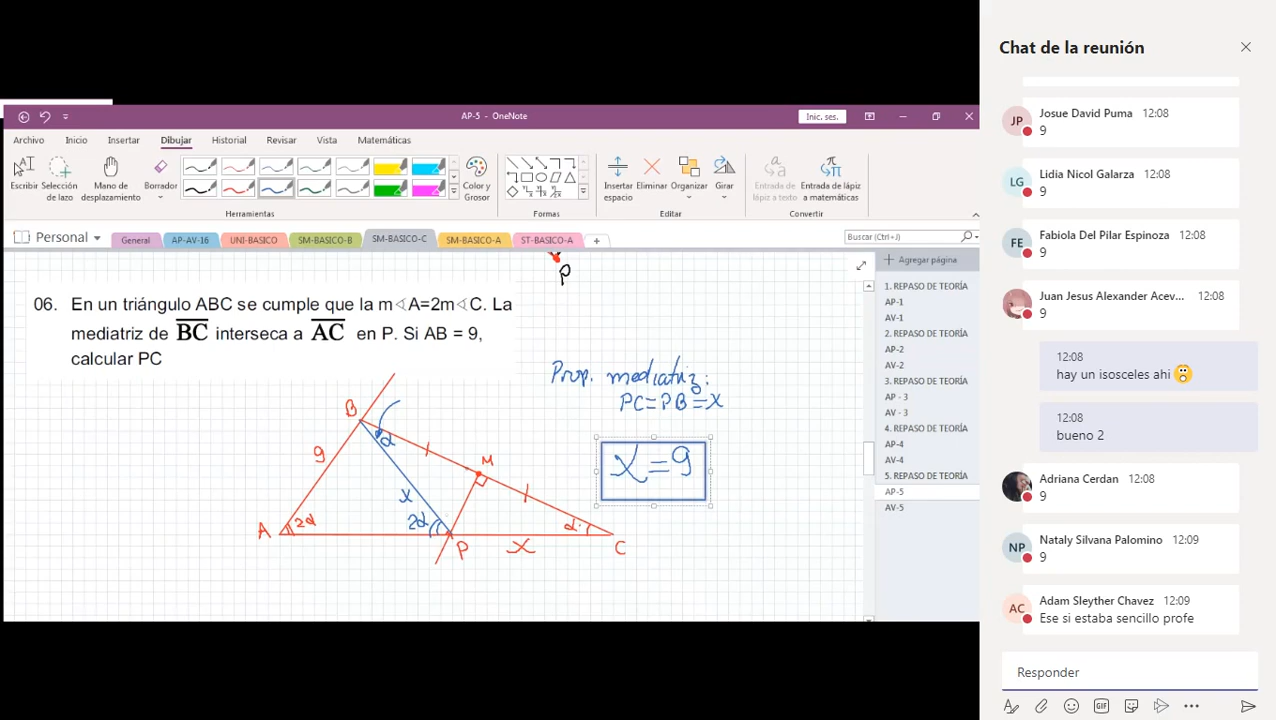 AP-5 - OneNote
Inic. ses.
Archivo Inicio Insertar Dibujar Historial Revisar Vista Matemáticas
Escribir
Selección de lazo
Mano de desplazamiento
Borrador
Color y Grosor
Insertar espacio
Eliminar
Organizar
Girar
Entrada de lápiz a texto
Entrada de lápiz a matemáticas
Herramientas
Formas
Editar
Convertir
Personal
General AP-AV-16 UNI-BASICO SM-BASICO-B SM-BASICO-C SM-BASICO-A ST-BASICO-A
Buscar (Ctrl+J)
P
06. En un triángulo ABC se cumple que la m∢A=2m∢C. La
mediatriz de BC interseca a AC en P. Si AB = 9,
calcular PC
Prop. mediatriz:
PC=PB=x
x=9
B
α
9
M
x
A
2α
2α
P
x
α
C
Agregar página
1. REPASO DE TEORÍA
AP-1
AV-1
2. REPASO DE TEORÍA
AP-2
AV-2
3. REPASO DE TEORÍA
AP - 3
AV - 3
4. REPASO DE TEORÍA
AP-4
AV-4
5. REPASO DE TEORÍA
AP-5
AV-5
Chat de la reunión
JP
Josue David Puma 12:08
9
LG
Lidia Nicol Galarza 12:08
9
FE
Fabiola Del Pilar Espinoza 12:08
9
Juan Jesus Alexander Acev... 12:08
9
12:08
hay un isosceles ahi
12:08
bueno 2
Adriana Cerdan 12:08
9
NP
Nataly Silvana Palomino 12:09
9
AC
Adam Sleyther Chavez 12:09
Ese si estaba sencillo profe
Responder
GIF